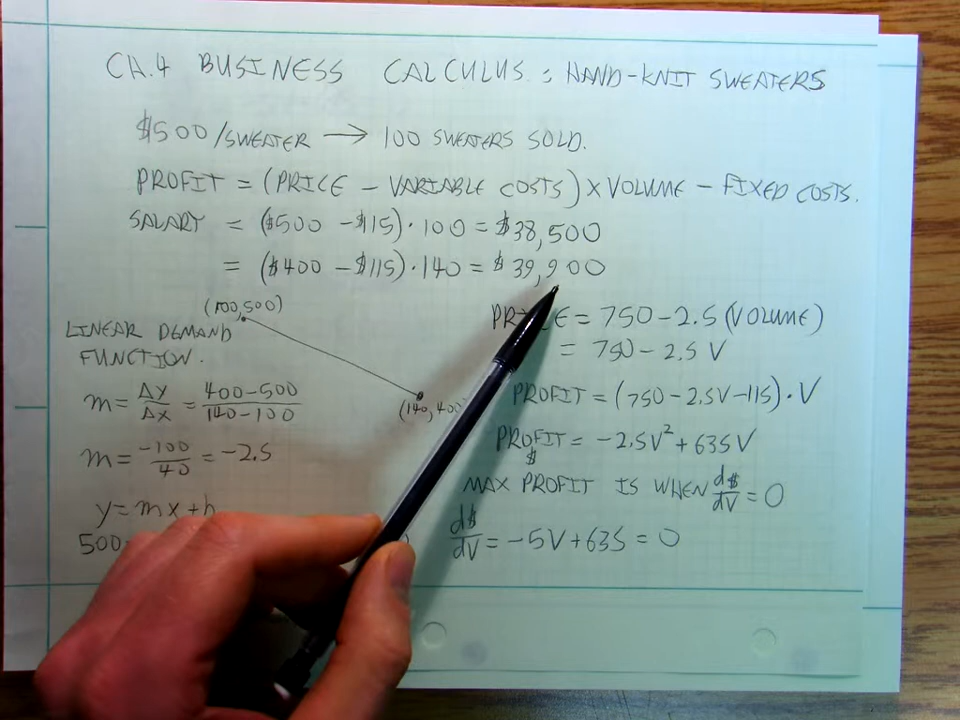 CH.4 BUSINESS CALCULUS : HAND-KNIT SWEATERS
$500/SWEATER → 100 SWEATERS SOLD.
PROFIT = (PRICE - VARIABLE COSTS) × VOLUME - FIXED COSTS.
SALARY = ($500 - $115) · 100 = $38,500
= ($400 - $115) · 140 = $39,900
(100,500)
LINEAR DEMAND
FUNCTION.
(140,400)
m = ΔY/ΔX = 400-500/140-100
m = -100/40 = -2.5
y = mx + b
500
PRICE = 750 - 2.5 (VOLUME)
= 750 - 2.5 V
PROFIT = (750 - 2.5V - 115) · V
PROFIT = -2.5V² + 635V
$
MAX PROFIT IS WHEN d$/dV = 0
d$/dV = -5V + 635 = 0